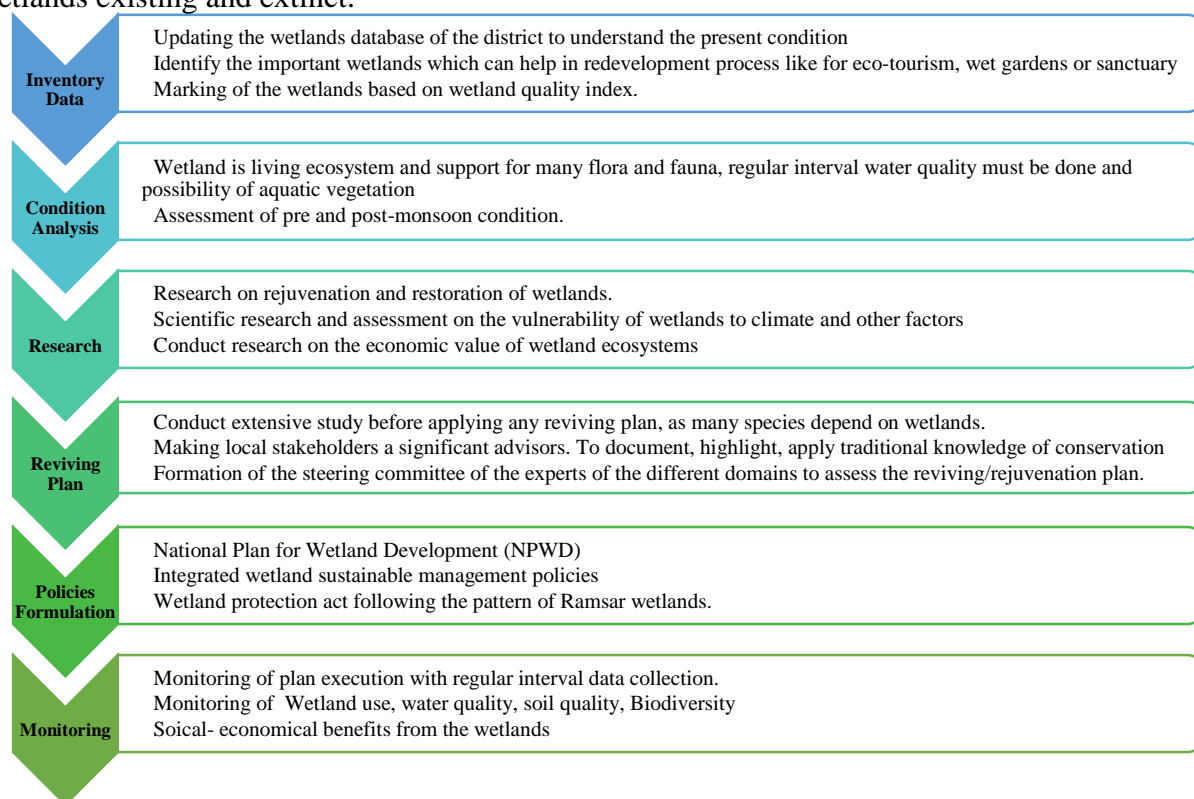 etlands existing and extinct.
Inventory
Data
Updating the wetlands database of the district to understand the present condition
Identify the important wetlands which can help in redevelopment process like for eco-tourism, wet gardens or sanctuary
Marking of the wetlands based on wetland quality index.
Condition
Analysis
Wetland is living ecosystem and support for many flora and fauna, regular interval water quality must be done and
possibility of aquatic vegetation
Assessment of pre and post-monsoon condition.
Research
Research on rejuvenation and restoration of wetlands.
Scientific research and assessment on the vulnerability of wetlands to climate and other factors
Conduct research on the economic value of wetland ecosystems
Reviving
Plan
Conduct extensive study before applying any reviving plan, as many species depend on wetlands.
Making local stakeholders a significant advisors. To document, highlight, apply traditional knowledge of conservation
Formation of the steering committee of the experts of the different domains to assess the reviving/rejuvenation plan.
Policies
Formulation
National Plan for Wetland Development (NPWD)
Integrated wetland sustainable management policies
Wetland protection act following the pattern of Ramsar wetlands.
Monitoring
Monitoring of plan execution with regular interval data collection.
Monitoring of Wetland use, water quality, soil quality, Biodiversity
Soical- economical benefits from the wetlands